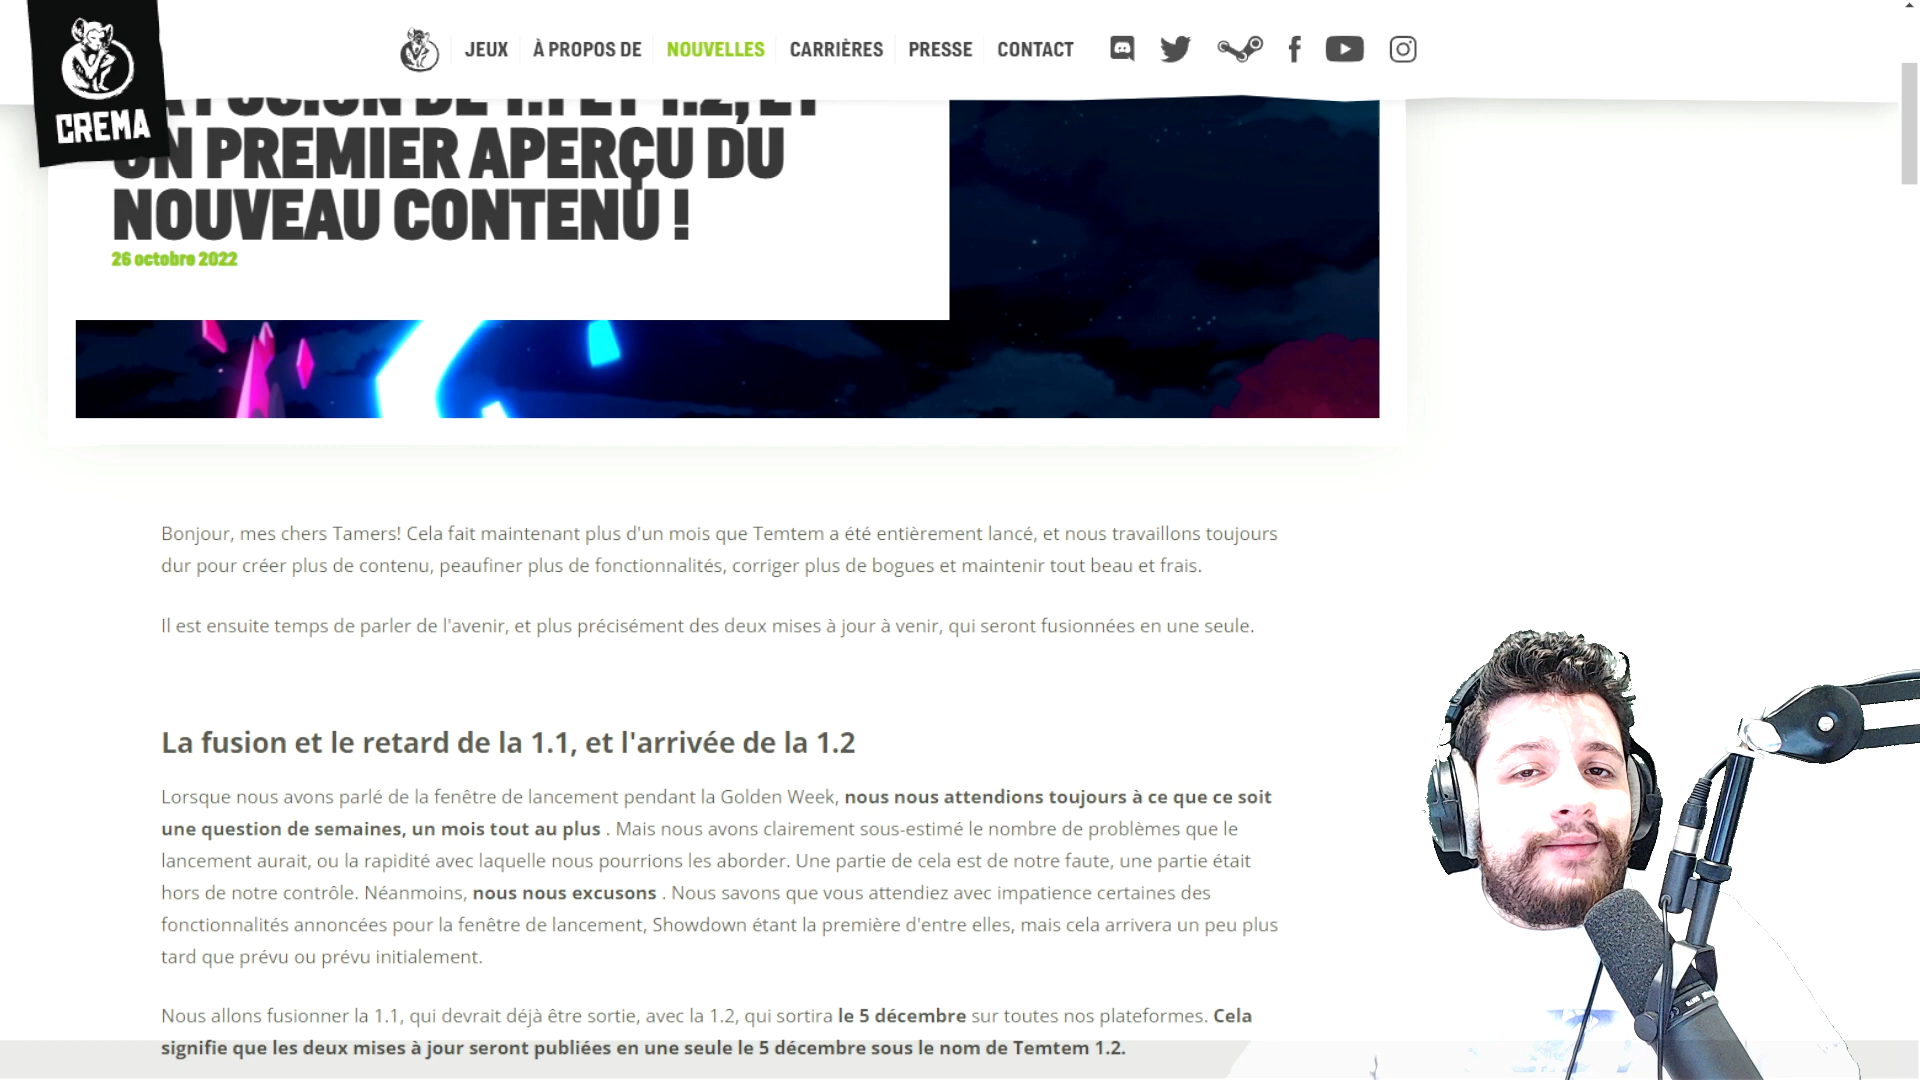 JEUX
À PROPOS DE
NOUVELLES
CARRIÈRES
PRESSE
CONTACT
CREMA
LA FUSION DE 1.1 ET 1.2, ET
UN PREMIER APERÇU DU
NOUVEAU CONTENU !
26 octobre 2022
Bonjour, mes chers Tamers! Cela fait maintenant plus d'un mois que Temtem a été entièrement lancé, et nous travaillons toujours
dur pour créer plus de contenu, peaufiner plus de fonctionnalités, corriger plus de bogues et maintenir tout beau et frais.
Il est ensuite temps de parler de l'avenir, et plus précisément des deux mises à jour à venir, qui seront fusionnées en une seule.
La fusion et le retard de la 1.1, et l'arrivée de la 1.2
Lorsque nous avons parlé de la fenêtre de lancement pendant la Golden Week, nous nous attendions toujours à ce que ce soit
une question de semaines, un mois tout au plus . Mais nous avons clairement sous-estimé le nombre de problèmes que le
lancement aurait, ou la rapidité avec laquelle nous pourrions les aborder. Une partie de cela est de notre faute, une partie était
hors de notre contrôle. Néanmoins, nous nous excusons . Nous savons que vous attendiez avec impatience certaines des
fonctionnalités annoncées pour la fenêtre de lancement, Showdown étant la première d'entre elles, mais cela arrivera un peu plus
tard que prévu ou prévu initialement.
Nous allons fusionner la 1.1, qui devrait déjà être sortie, avec la 1.2, qui sortira le 5 décembre sur toutes nos plateformes. Cela
signifie que les deux mises à jour seront publiées en une seule le 5 décembre sous le nom de Temtem 1.2.